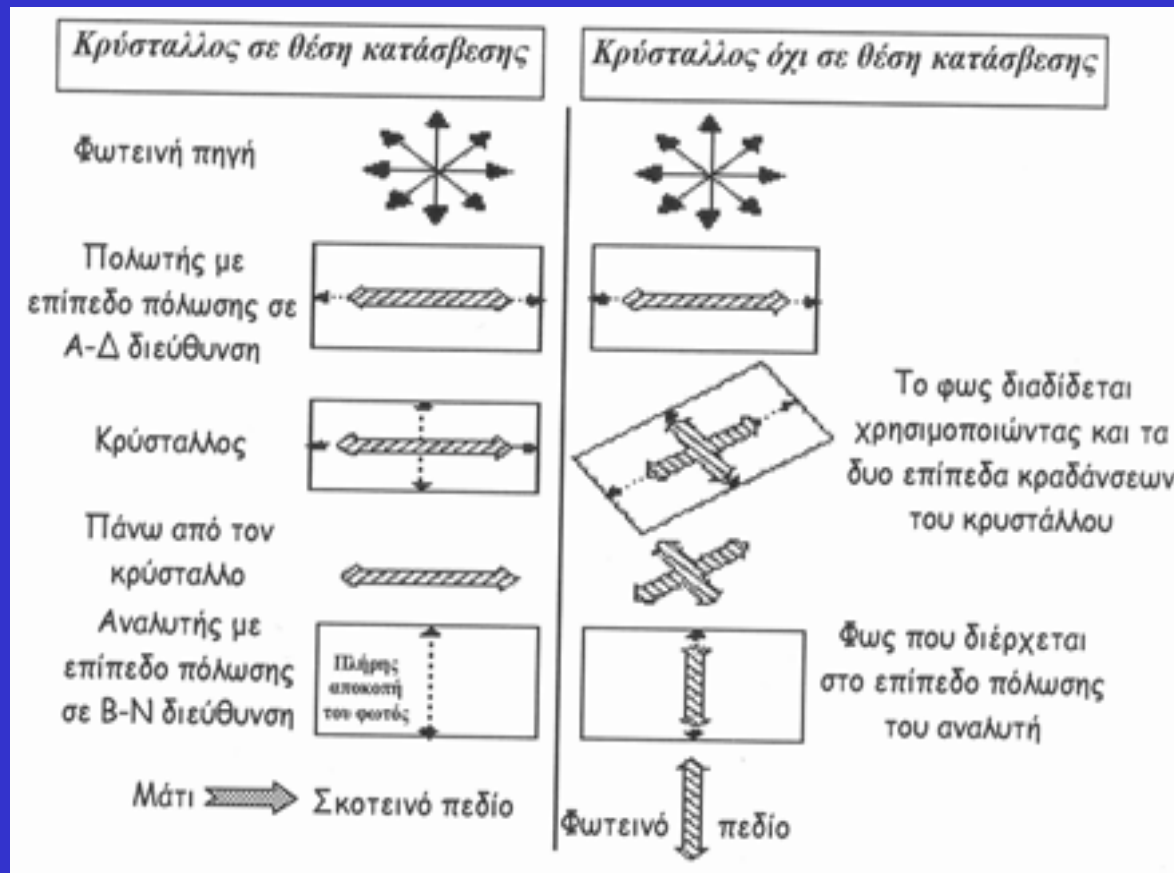 Κρύσταλλος σε θέση κατάσβεσης
Κρύσταλλος όχι σε θέση κατάσβεσης
Φωτεινή πηγή
Πολωτής με
επίπεδο πόλωσης σε
Α-Δ διεύθυνση
Κρύσταλλος
Το φως διαδίδεται
χρησιμοποιώντας και τα
δυο επίπεδα κραδάνσεων
του κρυστάλλου
Πάνω από τον
κρύσταλλο
Αναλυτής με
επίπεδο πόλωσης
σε Β-Ν διεύθυνση
Πλήρης
αποκοπή
του φωτός
Φως που διέρχεται
στο επίπεδο πόλωσης
του αναλυτή
Μάτι
Σκοτεινό πεδίο
Φωτεινό πεδίο